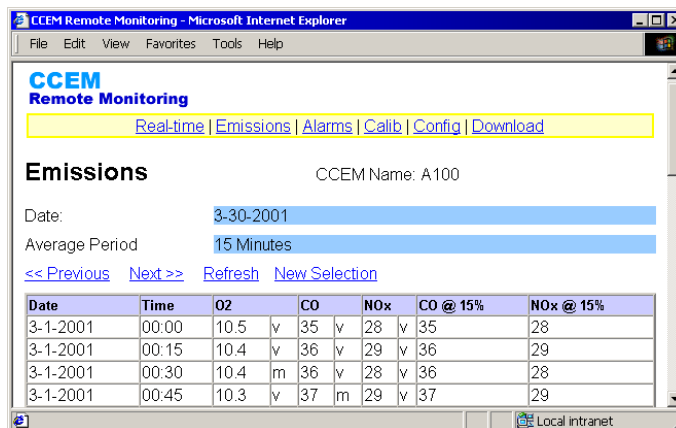 CCEM Remote Monitoring - Microsoft Internet Explorer
File Edit View Favorites Tools Help
CCEM
Remote Monitoring
Real-time | Emissions | Alarms | Calib | Config | Download
Emissions CCEM Name: A100
Date: 3-30-2001
Average Period 15 Minutes
<< Previous Next >> Refresh New Selection
Date Time O2 CO NOx CO @ 15% NOx @ 15%
3-1-2001 00:00 10.5 v 35 v 28 v 35 28
3-1-2001 00:15 10.4 v 36 v 29 v 36 29
3-1-2001 00:30 10.4 m 36 v 28 v 36 28
3-1-2001 00:45 10.3 v 37 m 29 v 37 29
Local intranet